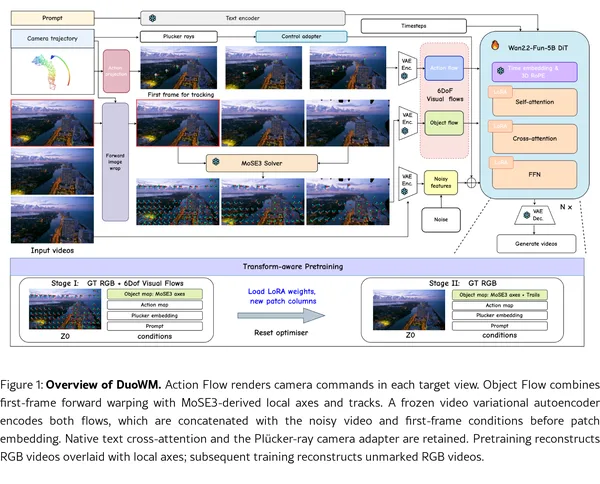 Prompt
Text encoder
Timesteps
Camera trajectory
Plucker rays
Control adapter
Wan2.2-Fun-5B DiT
Action projection
VAE Enc.
Action flow
Time embedding & 3D RoPE
First frame for tracking
6DoF Visual flows
LoRA
Self-attention
Forward image wrap
VAE Enc.
Object flow
LoRA
Cross-attention
MoSE3 Solver
VAE Enc.
Noisy features
LoRA
FFN
Noise
VAE Dec.
N ×
Input videos
Generate videos
Transform-aware Pretraining
Stage I: GT RGB + 6Dof Visual Flows
Object map: MoSE3 axes
Action map
Plucker embedding
Prompt
Z0
conditions
Load LoRA weights,
new patch columns
Reset optimiser
Stage II: GT RGB
Object map: MoSE3 axes + Trails
Action map
Plucker embedding
Prompt
Z0
conditions
Figure 1: Overview of DuoWM. Action Flow renders camera commands in each target view. Object Flow combines
first-frame forward warping with MoSE3-derived local axes and tracks. A frozen video variational autoencoder
encodes both flows, which are concatenated with the noisy video and first-frame conditions before patch
embedding. Native text cross-attention and the Plücker-ray camera adapter are retained. Pretraining reconstructs
RGB videos overlaid with local axes; subsequent training reconstructs unmarked RGB videos.